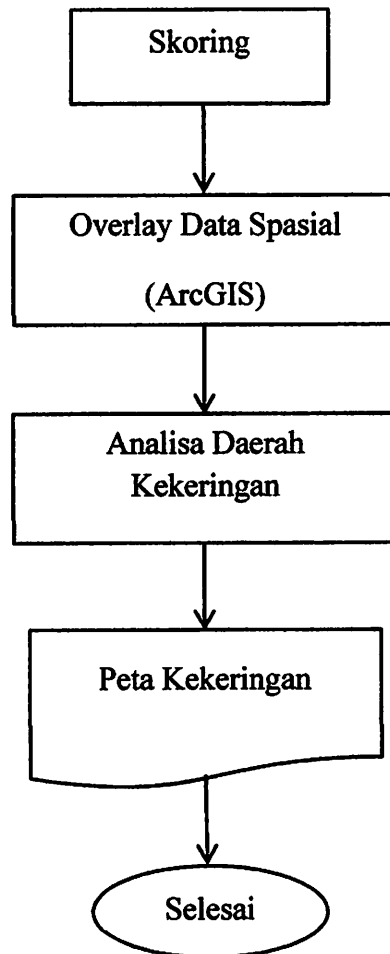 Skoring
Overlay Data Spasial
(ArcGIS)
Analisa Daerah
Kekeringan
Peta Kekeringan
Selesai